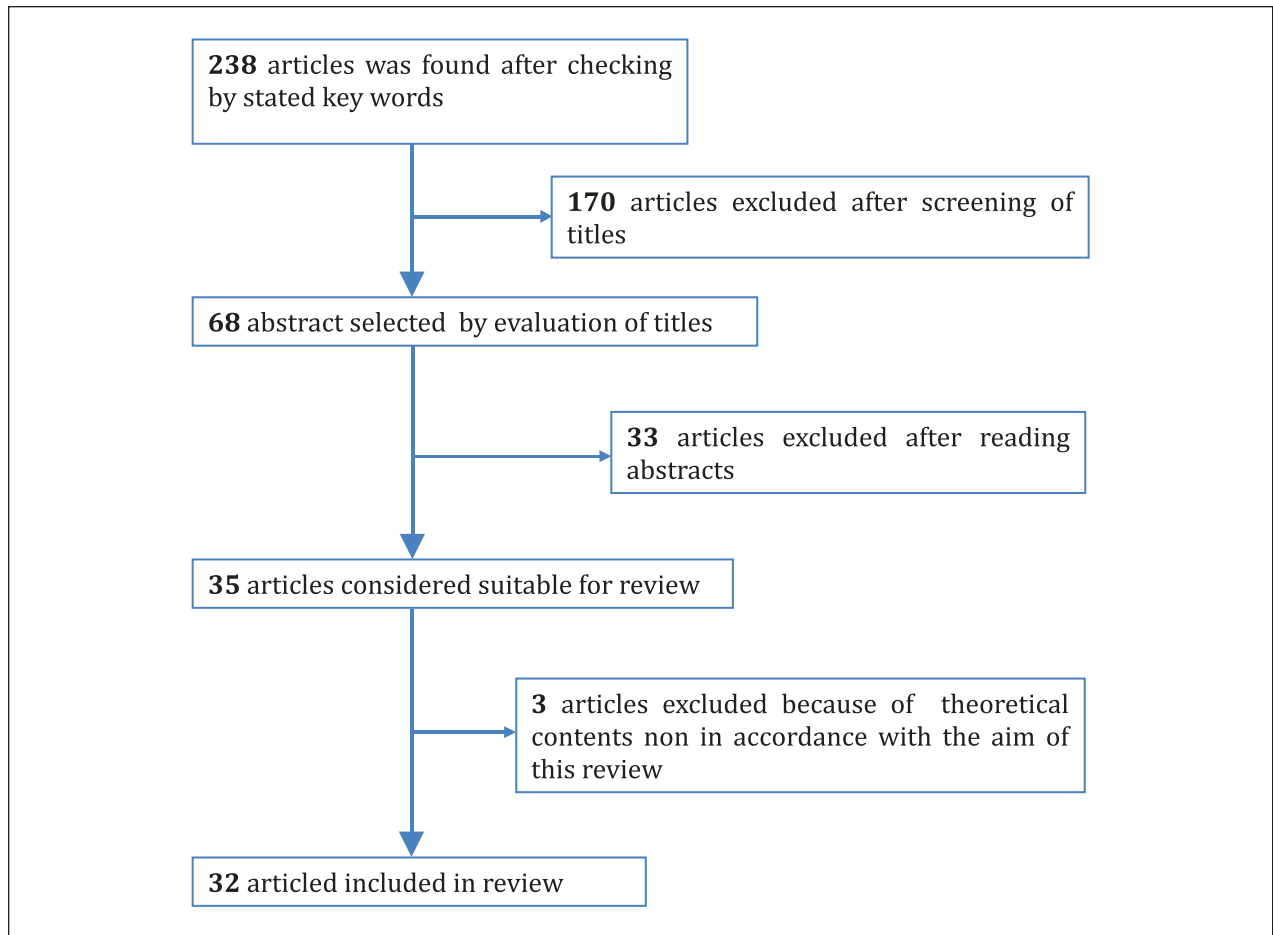 238 articles was found after checking
by stated key words
170 articles excluded after screening of
titles
68 abstract selected by evaluation of titles
33 articles excluded after reading
abstracts
35 articles considered suitable for review
3 articles excluded because of theoretical
contents non in accordance with the aim of
this review
32 articled included in review